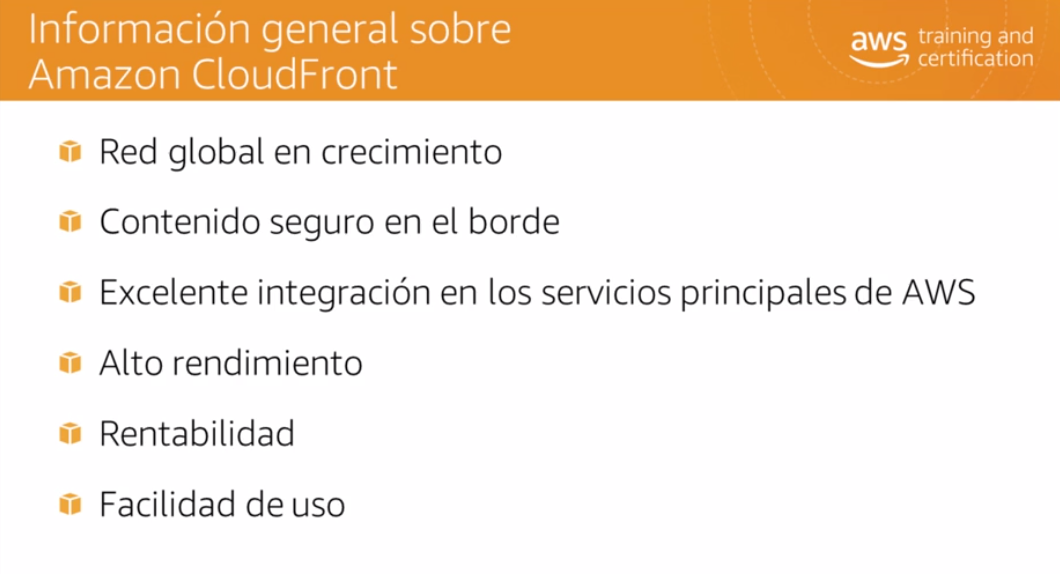 Información general sobre
Amazon CloudFront
aws training and
certification
Red global en crecimiento
Contenido seguro en el borde
Excelente integración en los servicios principales de AWS
Alto rendimiento
Rentabilidad
Facilidad de uso